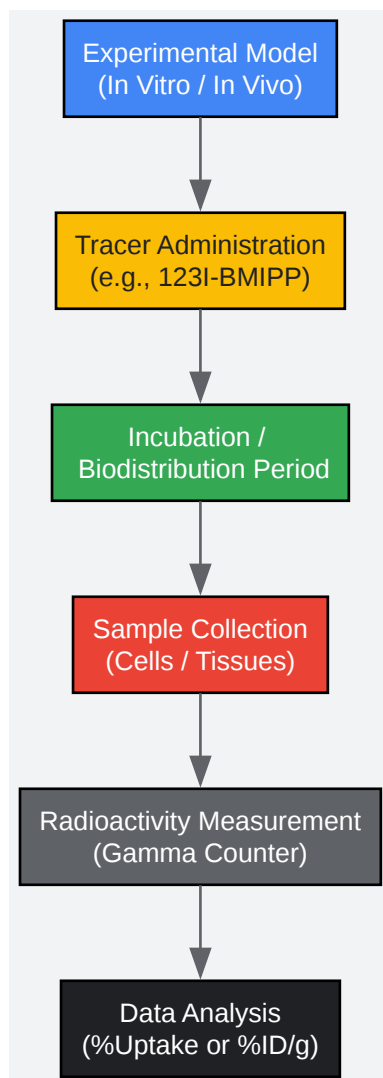 Experimental Model
(In Vitro / In Vivo)
Tracer Administration
(e.g., 123I-BMIPP)
Incubation /
Biodistribution Period
Sample Collection
(Cells / Tissues)
Radioactivity Measurement
(Gamma Counter)
Data Analysis
(%Uptake or %ID/g)